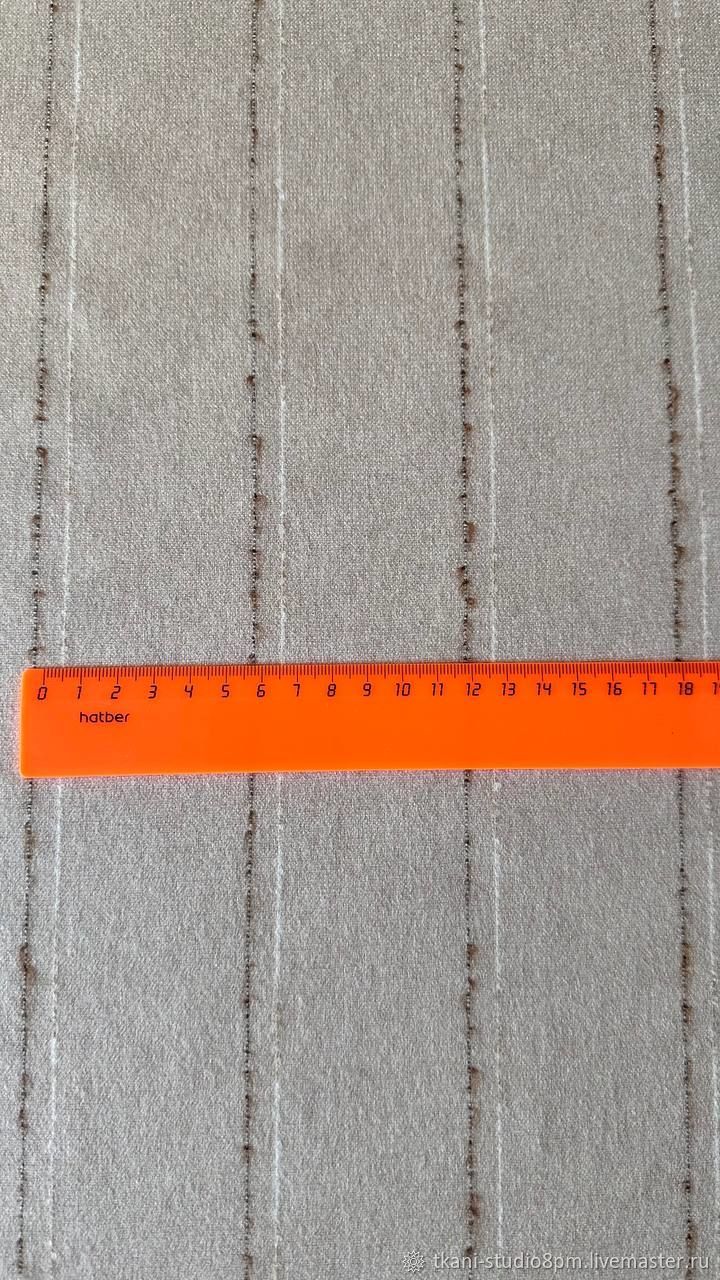 0 1 2 3 4 5 6 7 8 9 10 11 12 13 14 15 16 17 18
hatber
tkani-studio8pm.livemaster.ru